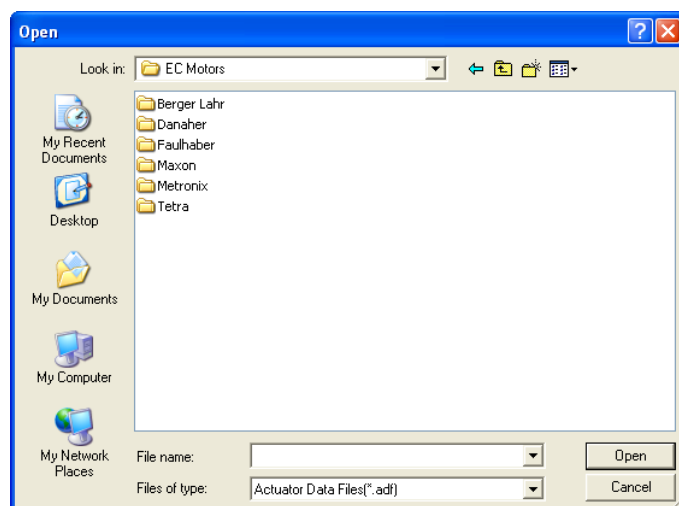 Open
Look in:
EC Motors
My Recent
Documents
Desktop
My Documents
My Computer
My Network
Places
Berger Lahr
Danaher
Faulhaber
Maxon
Metronix
Tetra
File name:
Open
Files of type:
Actuator Data Files(*.adf)
Cancel